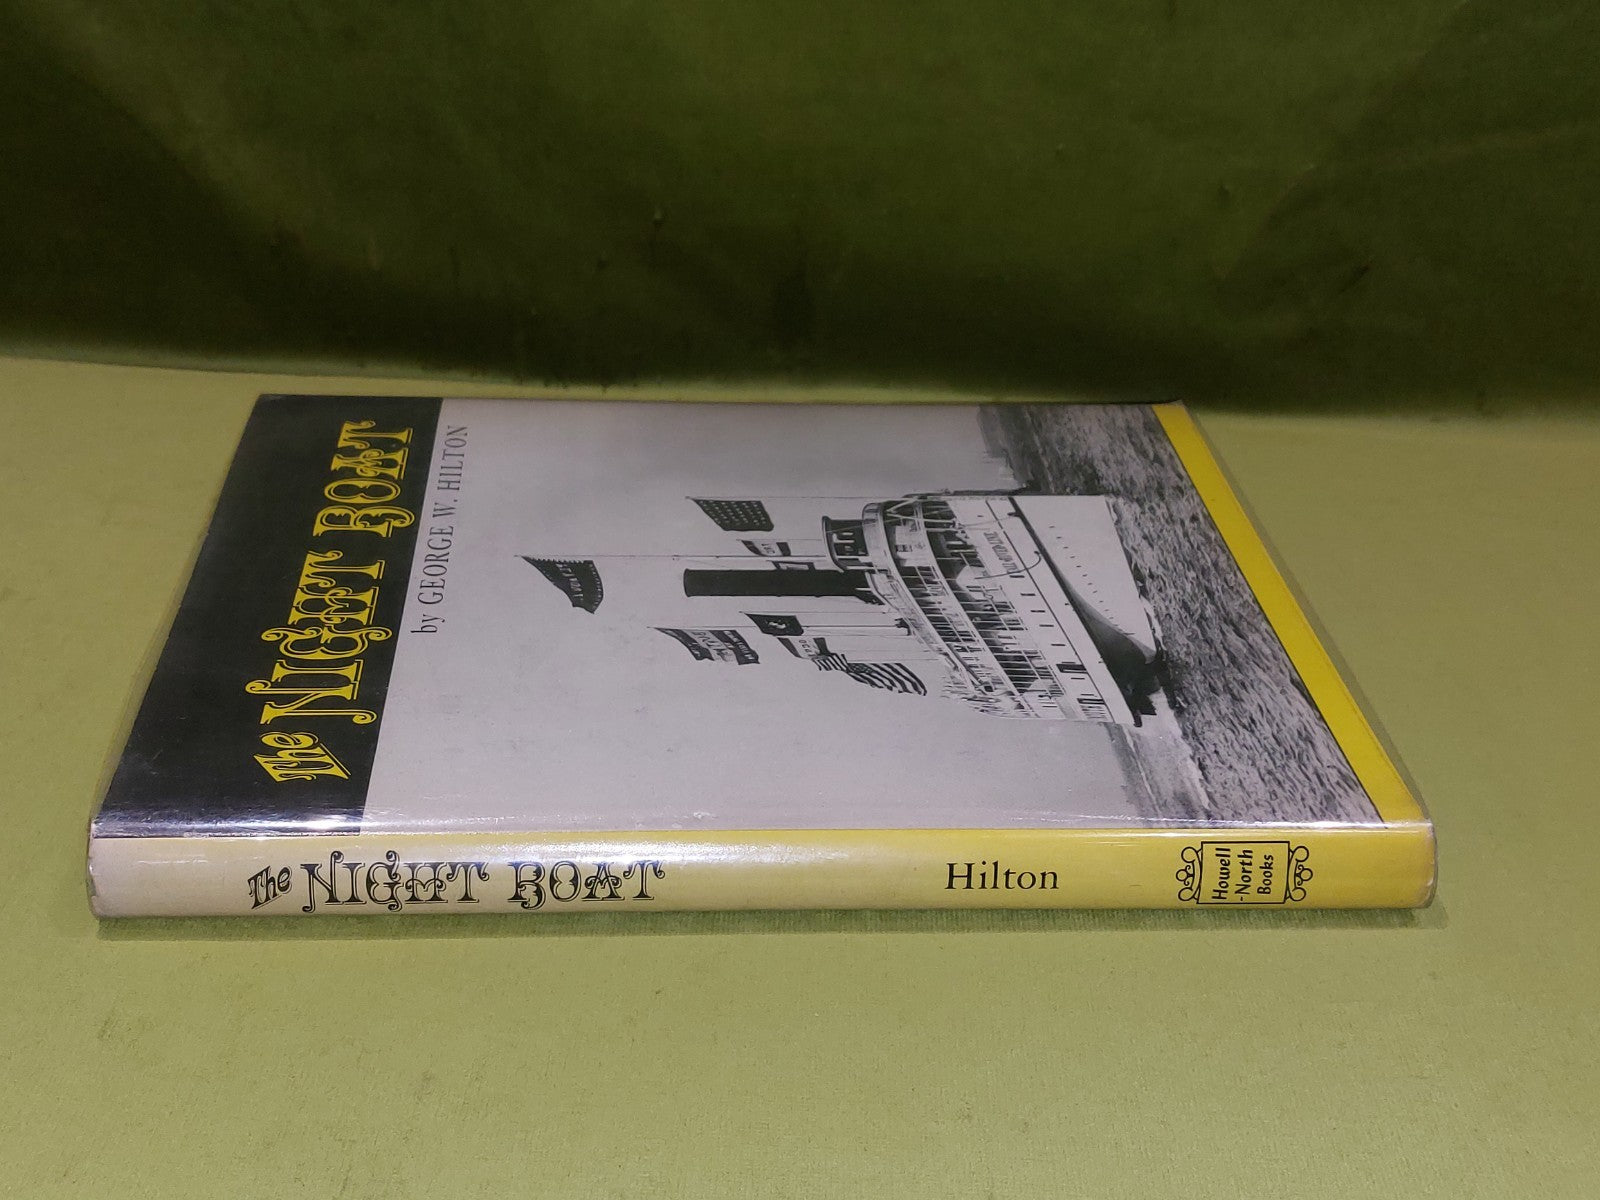 The NIGHT BOAT
by GEORGE W. HILTON
The NIGHT BOAT
Hilton
Howell
-North
Books